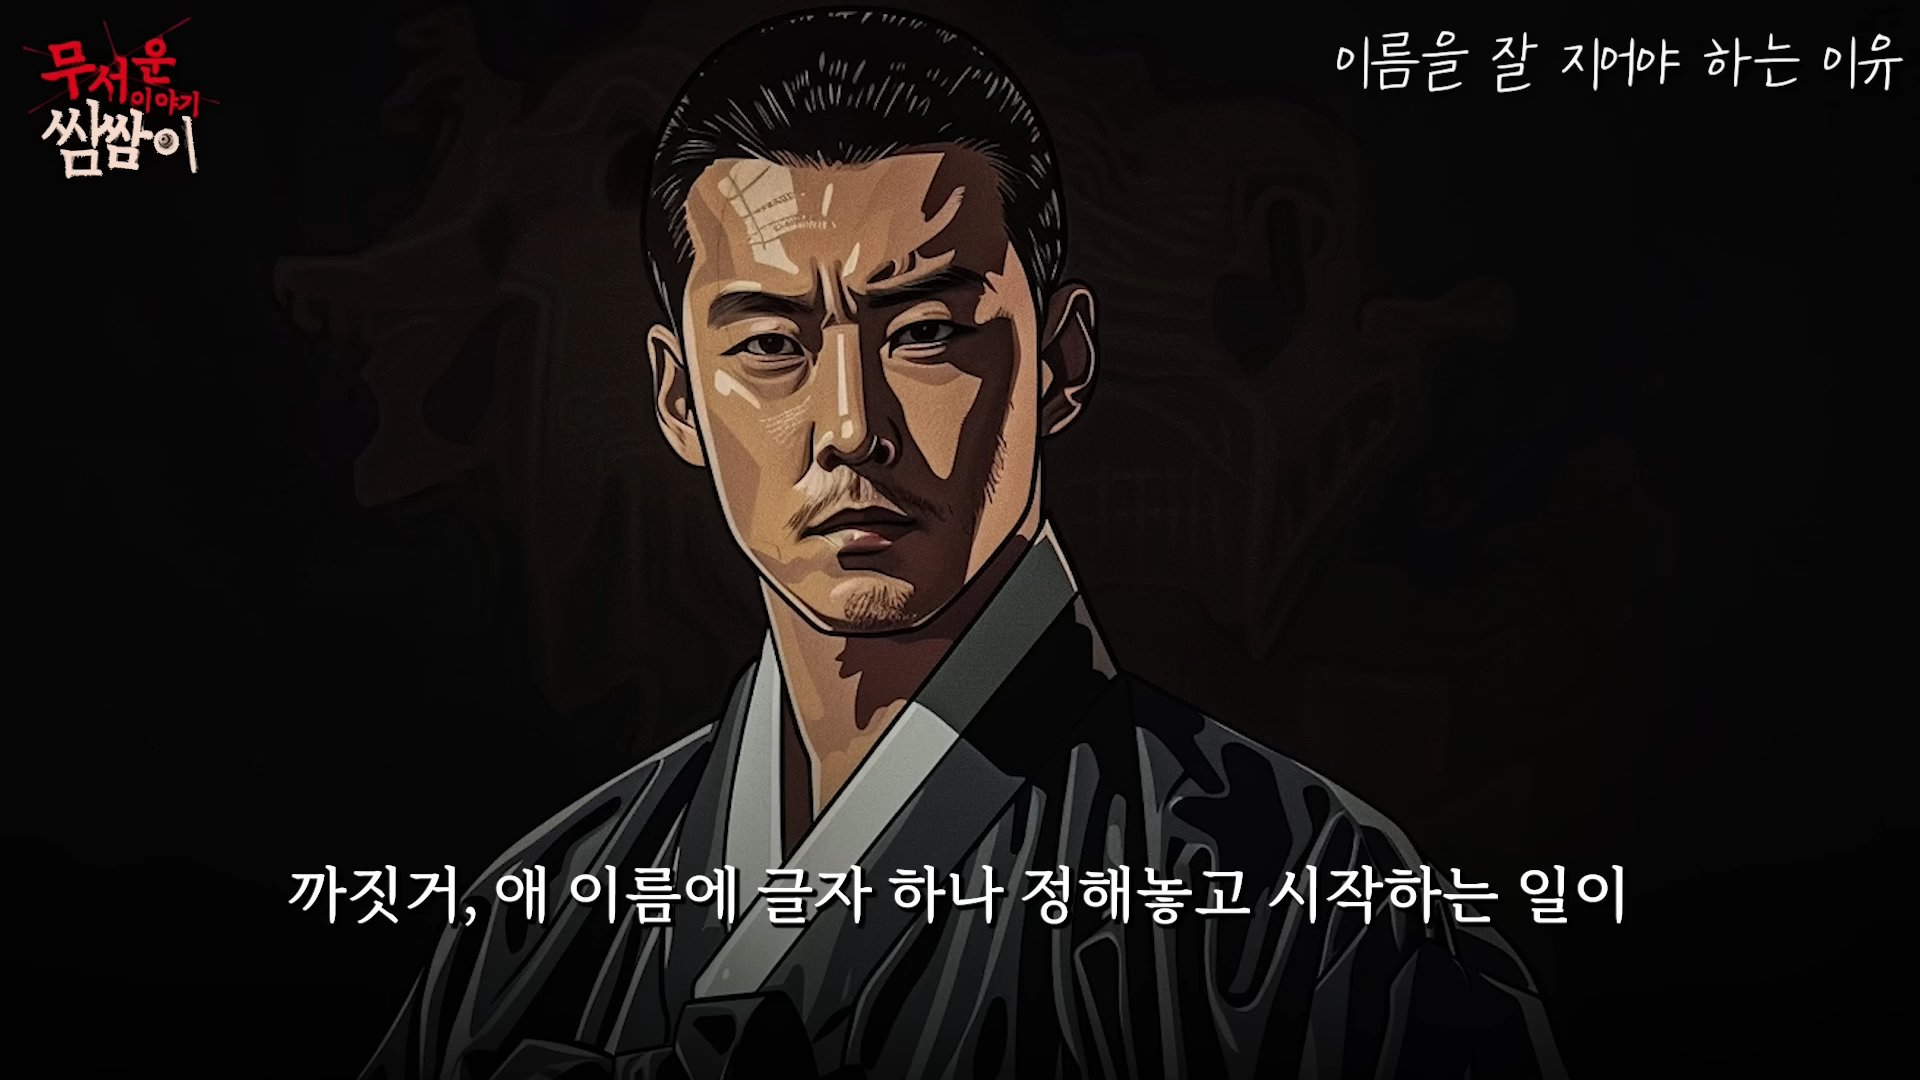 무서운
이야기
씸쌈이
이름을 잘 지어야 하는 이유
까짓거, 애 이름에 글자 하나 정해놓고 시작하는 일이